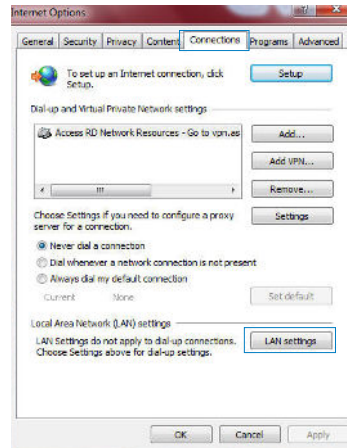 Internet Options
General Security Privacy Content Connections Programs Advanced
To set up an Internet connection, click
Setup.
Setup
Dial-up and Virtual Private Network settings
Access RD Network Resources - Go to vpn.as
Add...
Add VPN...
Remove...
Choose Settings if you need to configure a proxy
server for a connection.
Settings
Never dial a connection
Dial whenever a network connection is not present
Always dial my default connection
Current None
Set default
Local Area Network (LAN) settings
LAN Settings do not apply to dial-up connections.
Choose Settings above for dial-up settings.
LAN settings
OK Cancel Apply